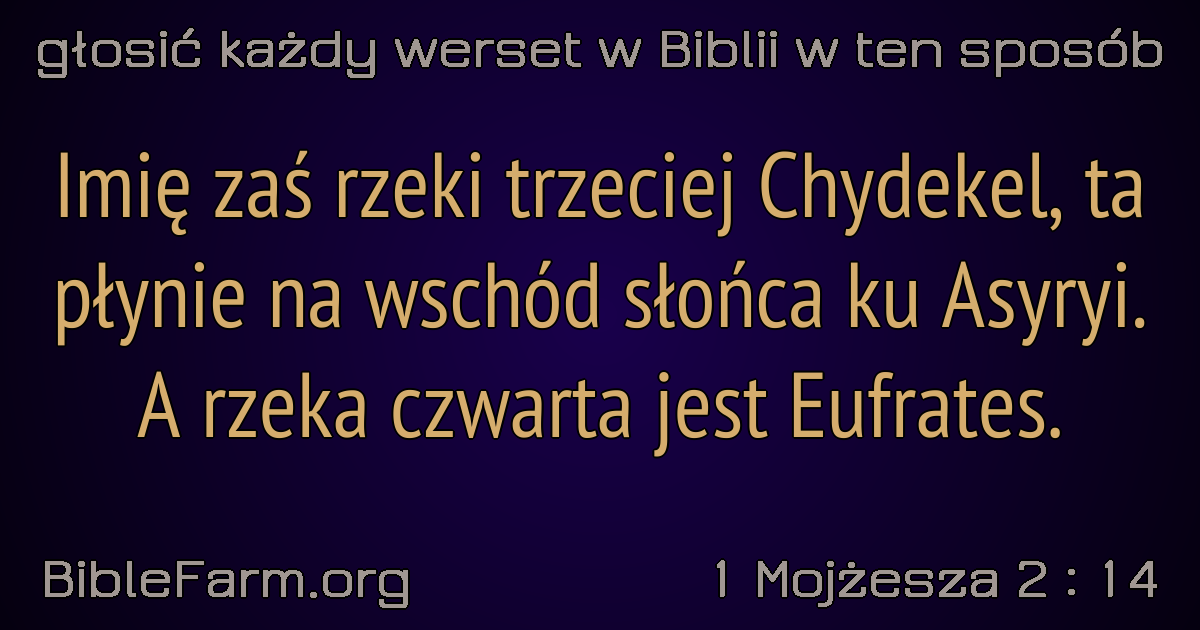 głosić każdy werset w Biblii w ten sposób
Imię zaś rzeki trzeciej Chydekel, ta
płynie na wschód słońca ku Asyryi.
A rzeka czwarta jest Eufrates.
BibleFarm.org
1 Mojżesza 2 : 14